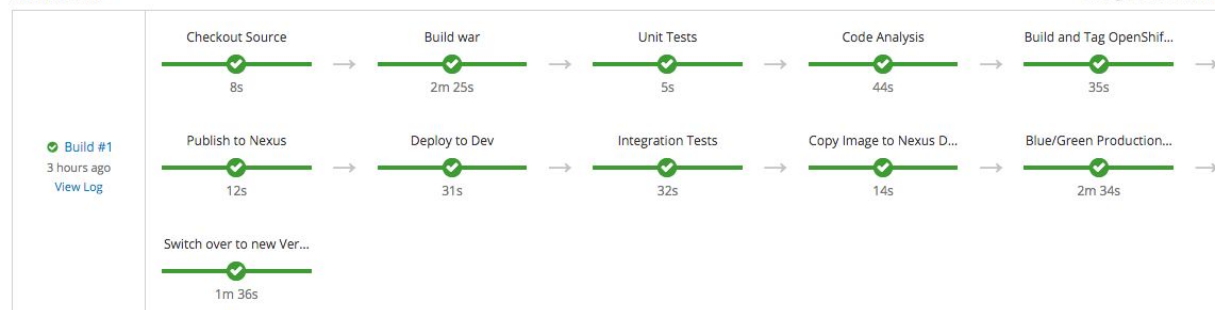 Checkout Source
Build war
Unit Tests
Code Analysis
Build and Tag OpenShif...
8s
2m 25s
5s
44s
35s
Build #1
3 hours ago
View Log
Publish to Nexus
Deploy to Dev
Integration Tests
Copy Image to Nexus D...
Blue/Green Production...
12s
31s
32s
14s
2m 34s
Switch over to new Ver...
1m 36s